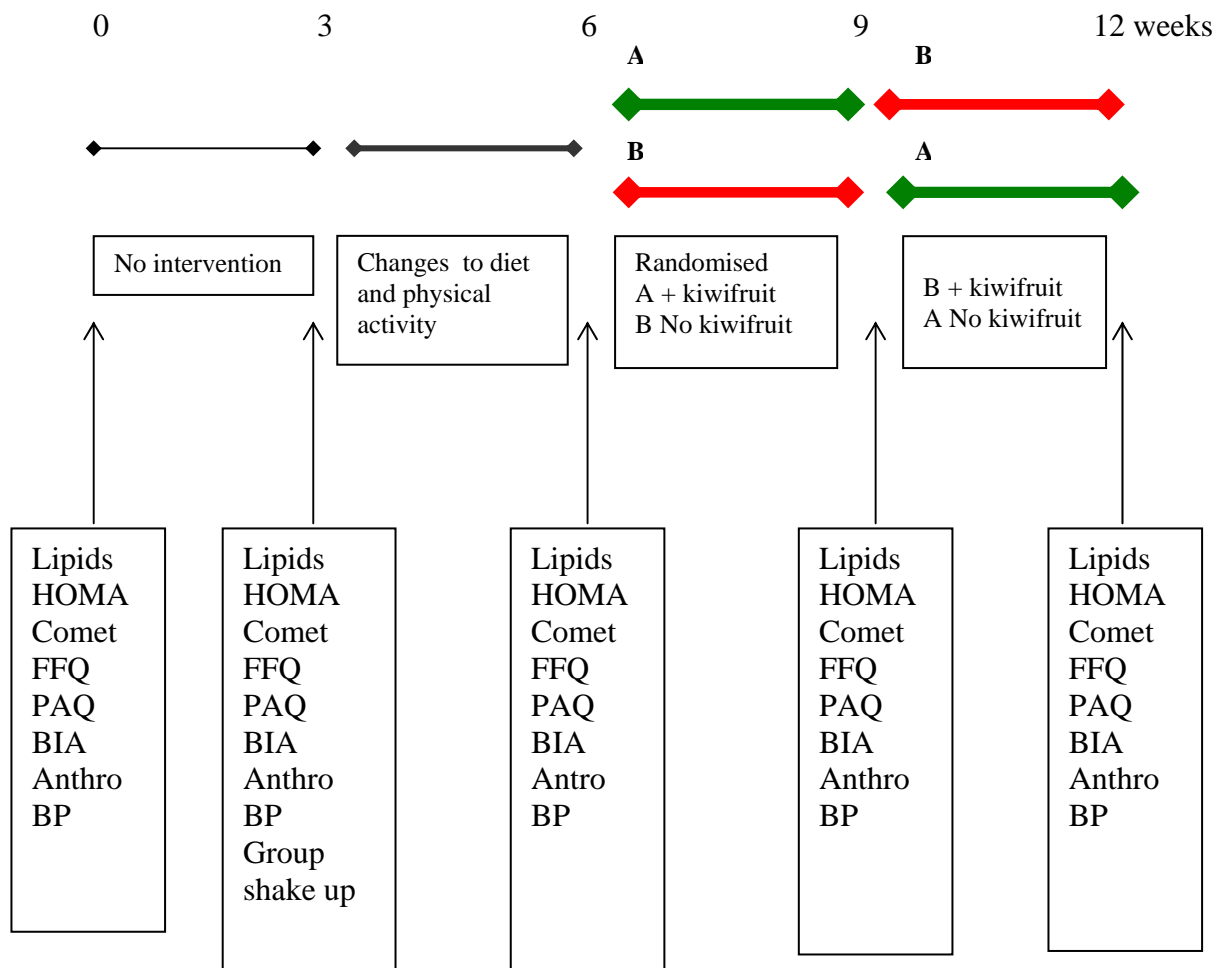 0 3 6 9 12 weeks
A B
B A
No intervention
Changes to diet
and physical
activity
Randomised
A + kiwifruit
B No kiwifruit
B + kiwifruit
A No kiwifruit
Lipids
HOMA
Comet
FFQ
PAQ
BIA
Anthro
BP
Lipids
HOMA
Comet
FFQ
PAQ
BIA
Anthro
BP
Group
shake up
Lipids
HOMA
Comet
FFQ
PAQ
BIA
Antro
BP
Lipids
HOMA
Comet
FFQ
PAQ
BIA
Anthro
BP
Lipids
HOMA
Comet
FFQ
PAQ
BIA
Anthro
BP